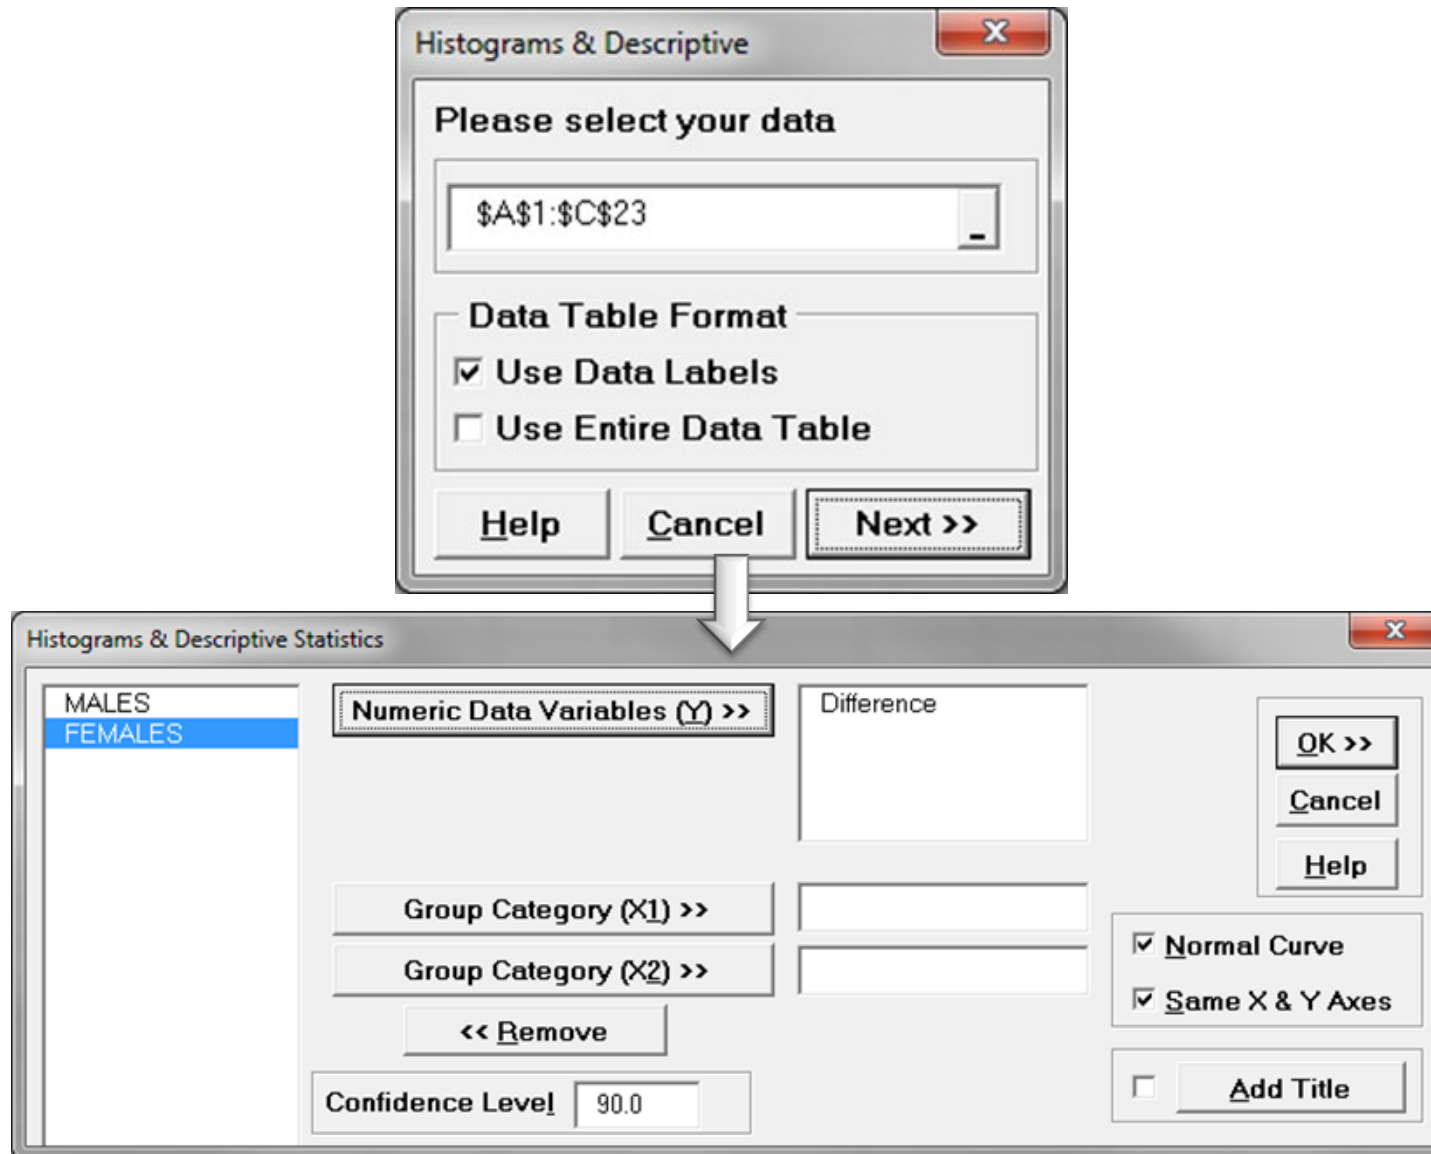 Histograms & Descriptive
Please select your data
$A$1:$C$23
Data Table Format
Use Data Labels
Use Entire Data Table
Help
Cancel
Next >>
Histograms & Descriptive Statistics
MALES
FEMALES
Numeric Data Variables (Y) >>
Difference
OK >>
Cancel
Help
Group Category (X1) >>
Group Category (X2) >>
<< Remove
Normal Curve
Same X & Y Axes
Confidence Level 90.0
Add Title